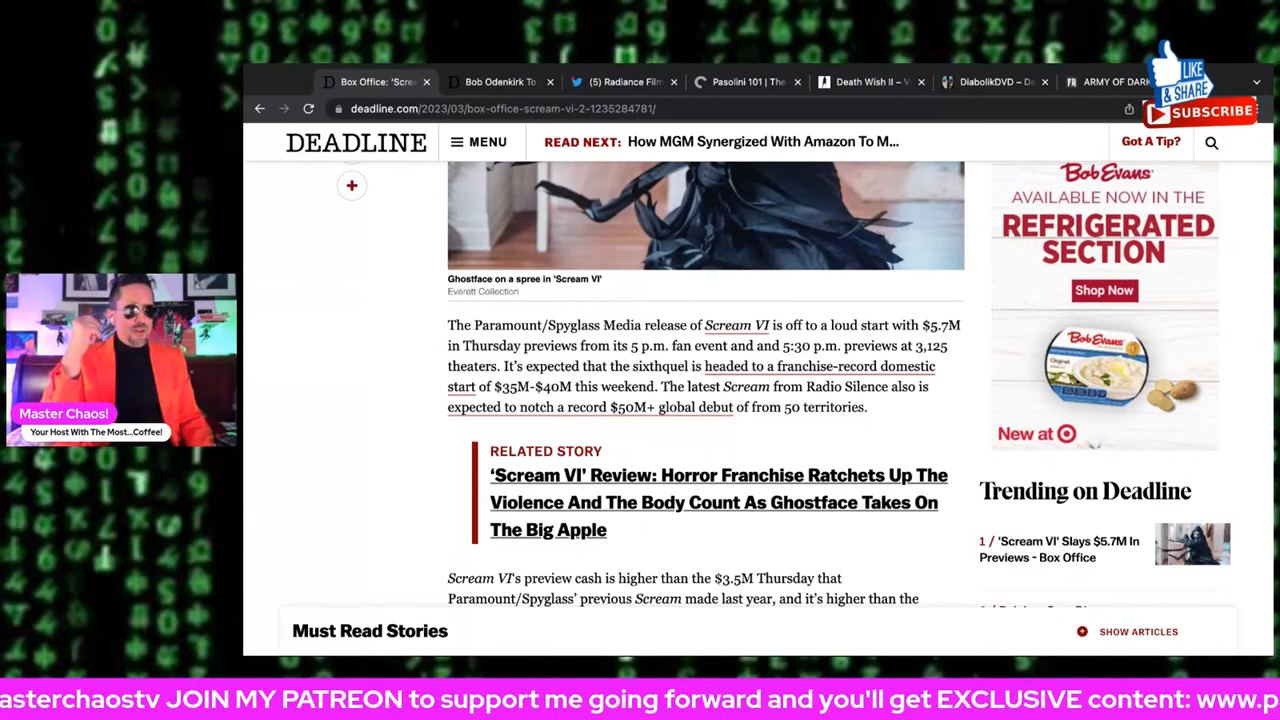 Box Office: 'Screa
Bob Odenkirk To
(5) Radiance Film
Pasolini 101 | The
Death Wish II – V
DiabolikDVD – De
FR ARMY OF DARK
LIKE
& SHARE
SUBSCRIBE
deadline.com/2023/03/box-office-scream-vi-2-1235284781/
DEADLINE
MENU
READ NEXT: How MGM Synergized With Amazon To M...
Got A Tip?
Ghostface on a spree in 'Scream VI'
Everett Collection
The Paramount/Spyglass Media release of Scream VI is off to a loud start with $5.7M
in Thursday previews from its 5 p.m. fan event and and 5:30 p.m. previews at 3,125
theaters. It's expected that the sixthquel is headed to a franchise-record domestic
start of $35M-$40M this weekend. The latest Scream from Radio Silence also is
expected to notch a record $50M+ global debut of from 50 territories.
RELATED STORY
'Scream VI' Review: Horror Franchise Ratchets Up The
Violence And The Body Count As Ghostface Takes On
The Big Apple
Scream VI's preview cash is higher than the $3.5M Thursday that
Paramount/Spyglass' previous Scream made last year, and it's higher than the
Must Read Stories
SHOW ARTICLES
Bob Evans
AVAILABLE NOW IN THE
REFRIGERATED
SECTION
Shop Now
Bob Evans
Original
New at
Trending on Deadline
1 / 'Scream VI' Slays $5.7M In
Previews - Box Office
Master Chaos!
Your Host With The Most...Coffee!
asterchaostv JOIN MY PATREON to support me going forward and you'll get EXCLUSIVE content: www.p